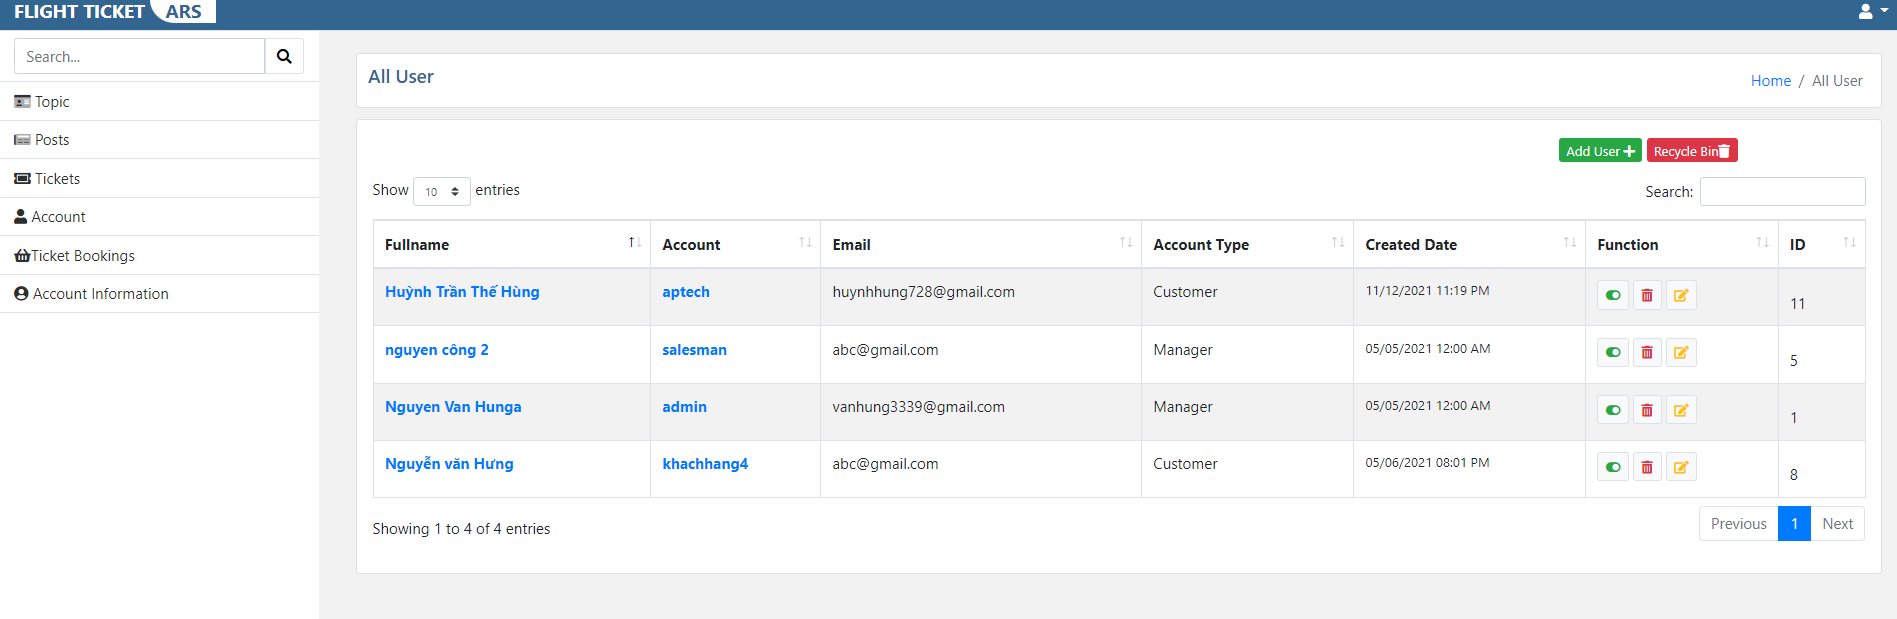 FLIGHT TICKET ARS
Search...
Topic
Posts
Tickets
Account
Ticket Bookings
Account Information
All User
Home / All User
Add User Recycle Bin
Show 10 entries
Search:
Fullname Account Email Account Type Created Date Function ID
Huỳnh Trần Thế Hùng aptech huynhhung728@gmail.com Customer 11/12/2021 11:19 PM 11
nguyen công 2 salesman abc@gmail.com Manager 05/05/2021 12:00 AM 5
Nguyen Van Hunga admin vanhung3339@gmail.com Manager 05/05/2021 12:00 AM 1
Nguyễn văn Hưng khachhang4 abc@gmail.com Customer 05/06/2021 08:01 PM 8
Showing 1 to 4 of 4 entries
Previous 1 Next